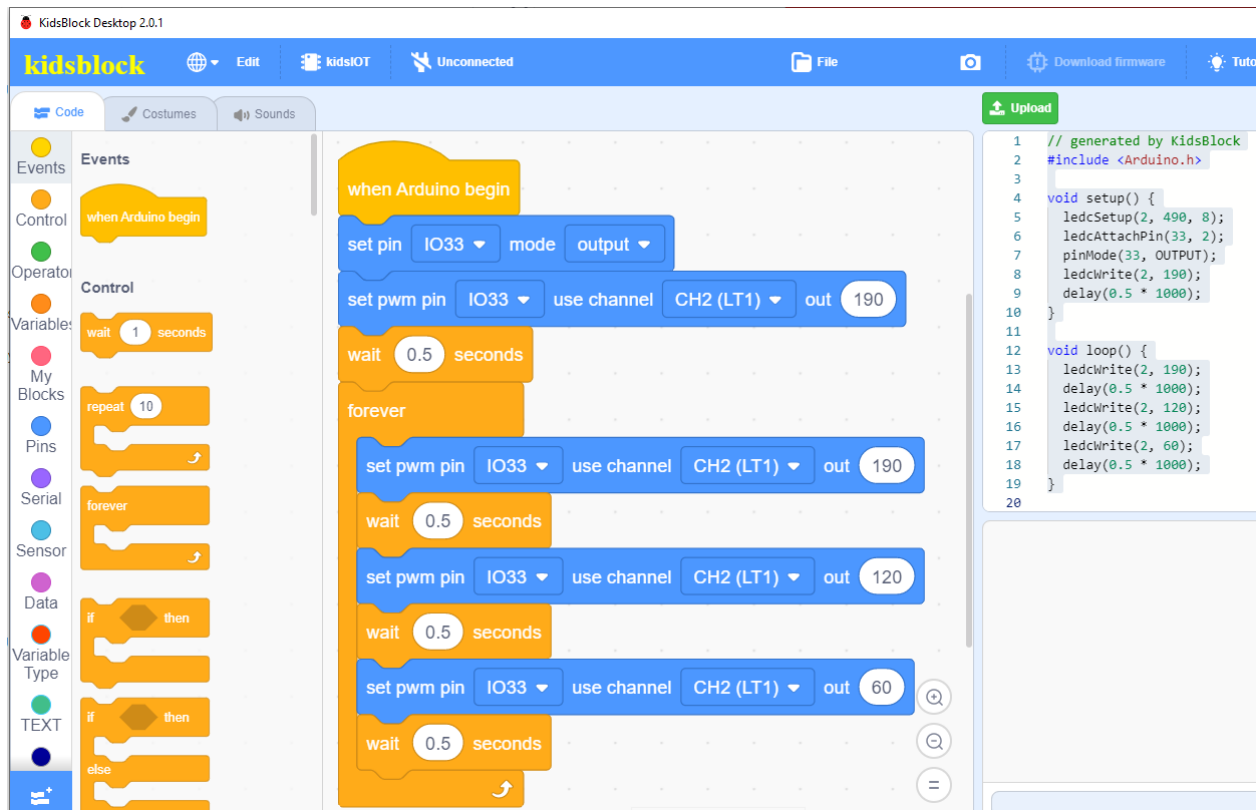 KidsBlock Desktop 2.0.1
kidsblock Edit kidsIOT Unconnected File Download firmware Tuto
Code Costumes Sounds
Upload
Events
Control
Operator
Variables
My
Blocks
Pins
Serial
Sensor
Data
Variable
Type
TEXT
Events
when Arduino begin
Control
wait 1 seconds
repeat 10
forever
if then
if then
else
when Arduino begin
set pin IO33 mode output
set pwm pin IO33 use channel CH2 (LT1) out 190
wait 0.5 seconds
forever
set pwm pin IO33 use channel CH2 (LT1) out 190
wait 0.5 seconds
set pwm pin IO33 use channel CH2 (LT1) out 120
wait 0.5 seconds
set pwm pin IO33 use channel CH2 (LT1) out 60
wait 0.5 seconds
1 // generated by KidsBlock
2 #include <Arduino.h>
3
4 void setup() {
5 ledcSetup(2, 490, 8);
6 ledcAttachPin(33, 2);
7 pinMode(33, OUTPUT);
8 ledcWrite(2, 190);
9 delay(0.5 * 1000);
10 }
11
12 void loop() {
13 ledcWrite(2, 190);
14 delay(0.5 * 1000);
15 ledcWrite(2, 120);
16 delay(0.5 * 1000);
17 ledcWrite(2, 60);
18 delay(0.5 * 1000);
19 }
20